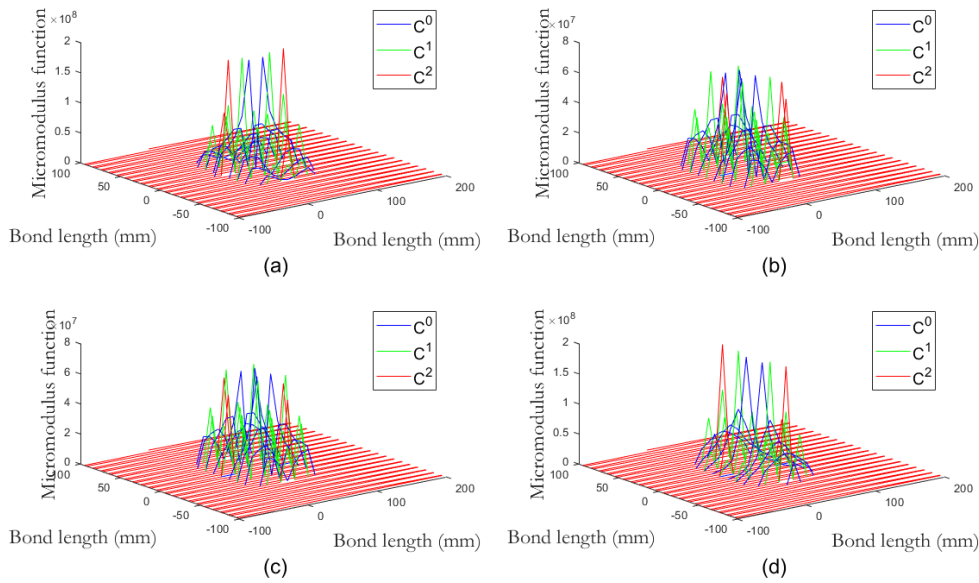 ×10⁸
Micromodulus function
2
1.5
1
0.5
0
100
50
0
-50
-100
-100
0
100
200
Bond length (mm)
Bond length (mm)
C⁰
C¹
C²
(a)
×10⁷
Micromodulus function
8
6
4
2
0
100
50
0
-50
-100
-100
0
100
200
Bond length (mm)
Bond length (mm)
C⁰
C¹
C²
(b)
×10⁷
Micromodulus function
8
6
4
2
0
100
50
0
-50
-100
-100
0
100
200
Bond length (mm)
Bond length (mm)
C⁰
C¹
C²
(c)
×10⁸
Micromodulus function
2
1.5
1
0.5
0
100
50
0
-50
-100
-100
0
100
200
Bond length (mm)
Bond length (mm)
C⁰
C¹
C²
(d)